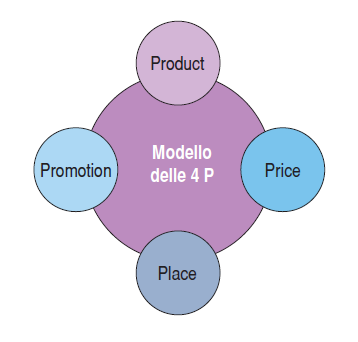 Product
Promotion
Modello
delle 4 P
Price
Place